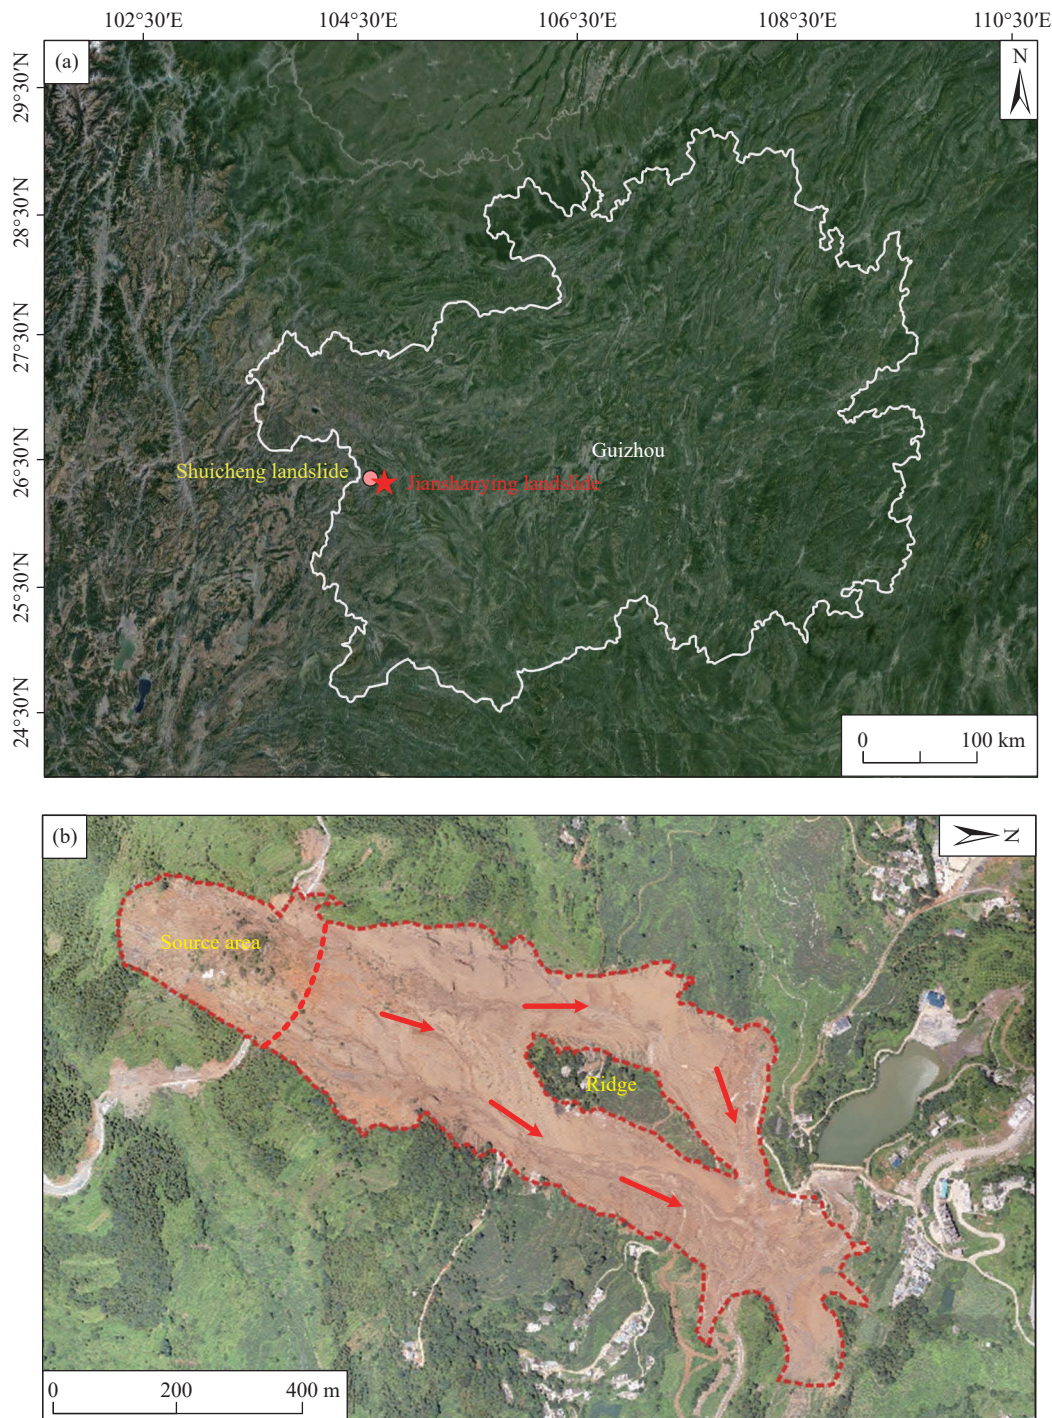 102°30′E 104°30′E 106°30′E 108°30′E 110°30′E
(a)
N
29°30′N
28°30′N
27°30′N
26°30′N
25°30′N
24°30′N
Guizhou
Shuicheng landslide
Jianshanying landslide
0 100 km
(b)
N
Source area
Ridge
0 200 400 m